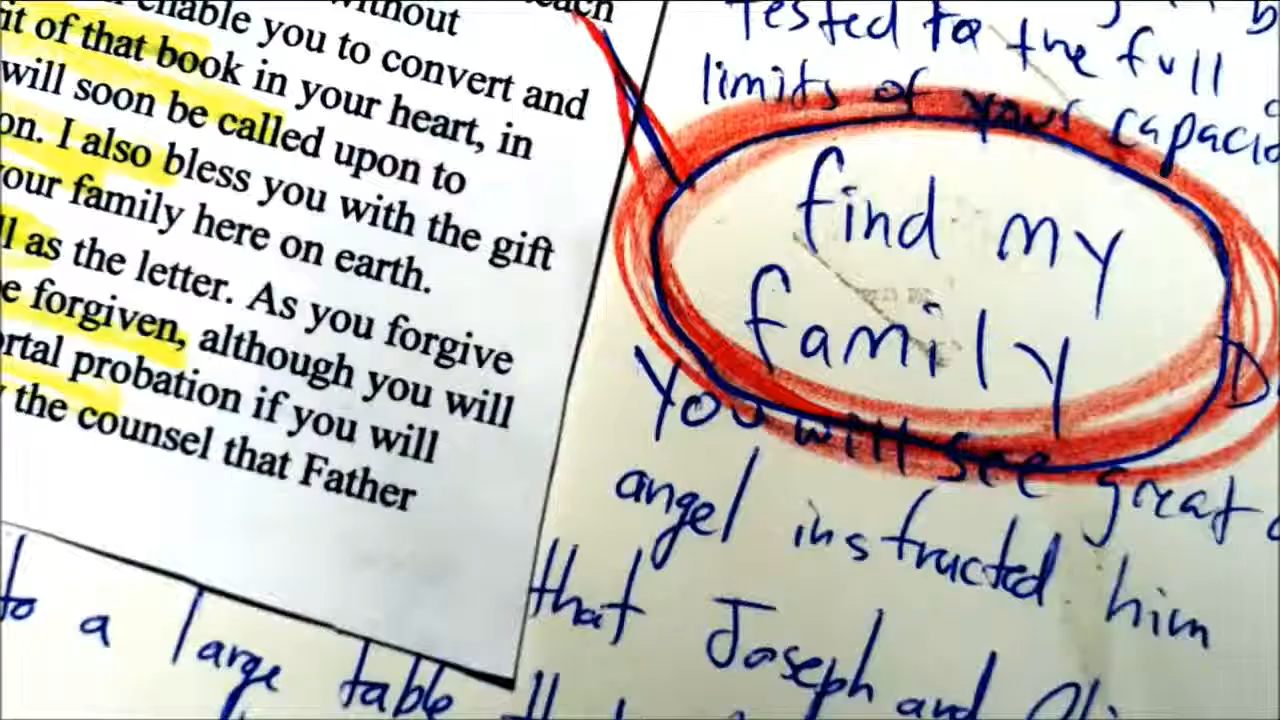 without
enable you to convert and
it of that book in your heart, in
will soon be called upon to
on. I also bless you with the gift
our family here on earth.
as the letter. As you forgive
e forgiven, although you will
rtal probation if you will
the counsel that Father
Tested to the full
limits of your
find my
family
You will see great
angel instructed him
that Joseph and
to a large table